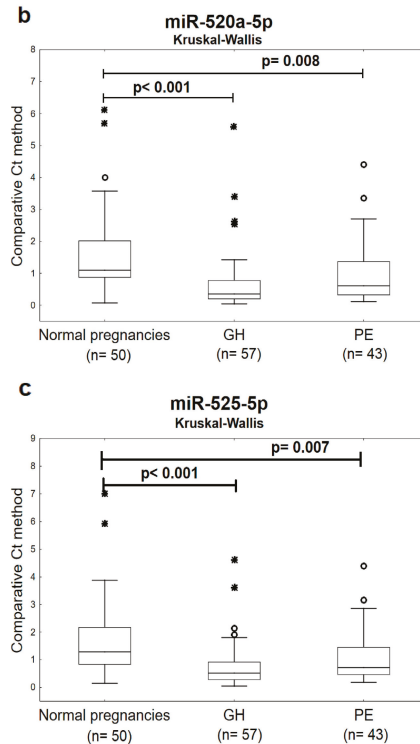 b
miR-520a-5p
Kruskal-Wallis
p= 0.008
p< 0.001
Comparative Ct method
8
7
6
5
4
3
2
1
0
Normal pregnancies GH PE
(n= 50) (n= 57) (n= 43)
c
miR-525-5p
Kruskal-Wallis
p= 0.007
p< 0.001
Comparative Ct method
9
8
7
6
5
4
3
2
1
0
Normal pregnancies GH PE
(n= 50) (n= 57) (n= 43)